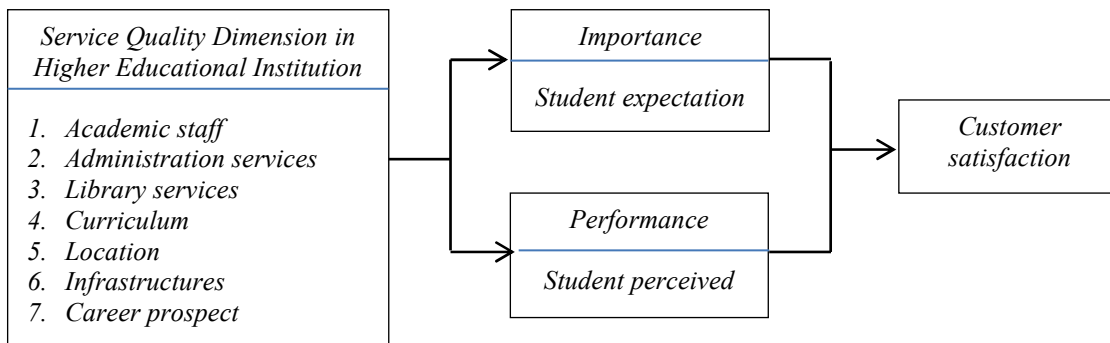 Service Quality Dimension in
Higher Educational Institution
1. Academic staff
2. Administration services
3. Library services
4. Curriculum
5. Location
6. Infrastructures
7. Career prospect
Importance
Student expectation
Performance
Student perceived
Customer
satisfaction